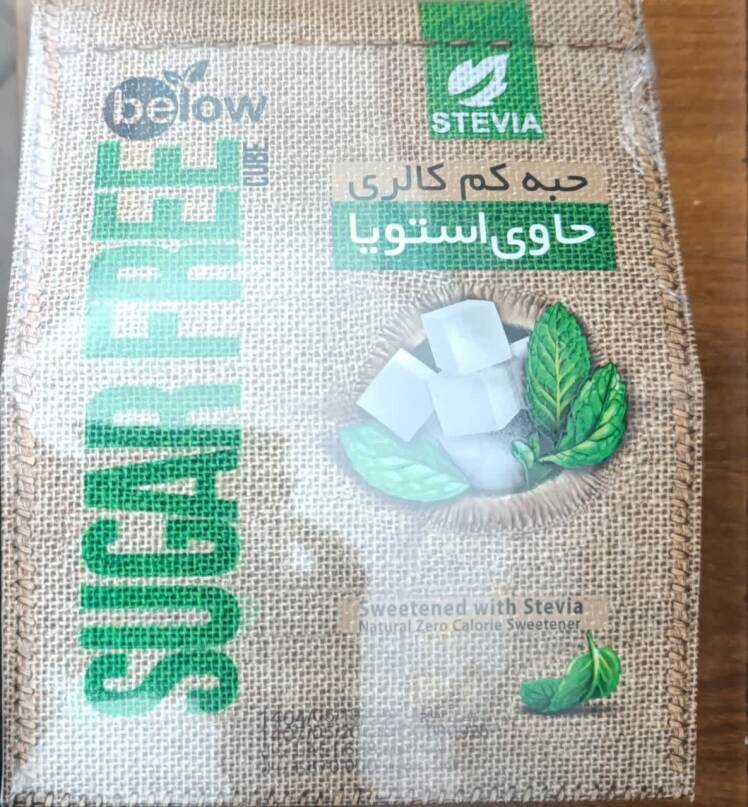 below
STEVIA
SUGAR FREE
CUBE
حبه کم کالری
حاوی استویا
Sweetened with Stevia
Natural Zero Calorie Sweetener